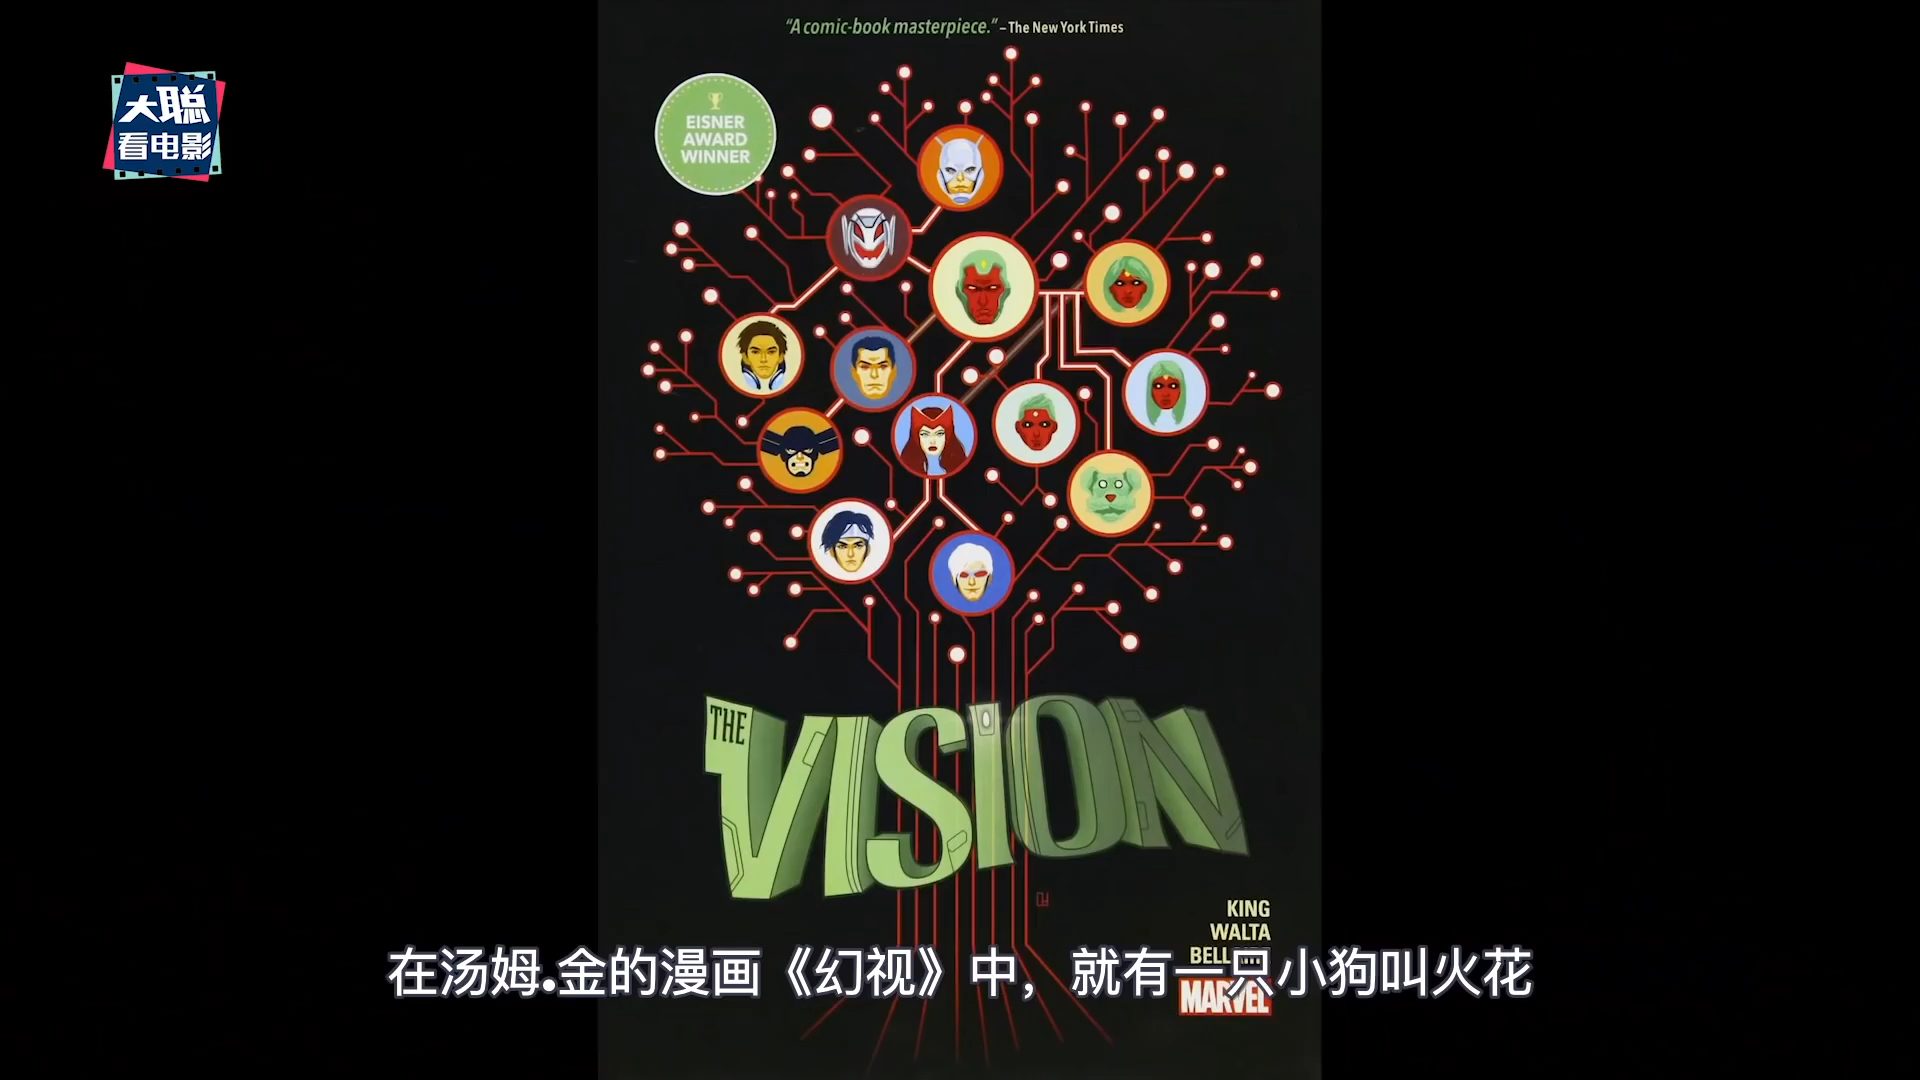 “A comic-book masterpiece.” –The New York Times
大聪
看电影
EISNER
AWARD
WINNER
THE
VISION
KING
WALTA
BELL
在汤姆.金的漫画《幻视》中，就有一只小狗叫火花
MARVEL